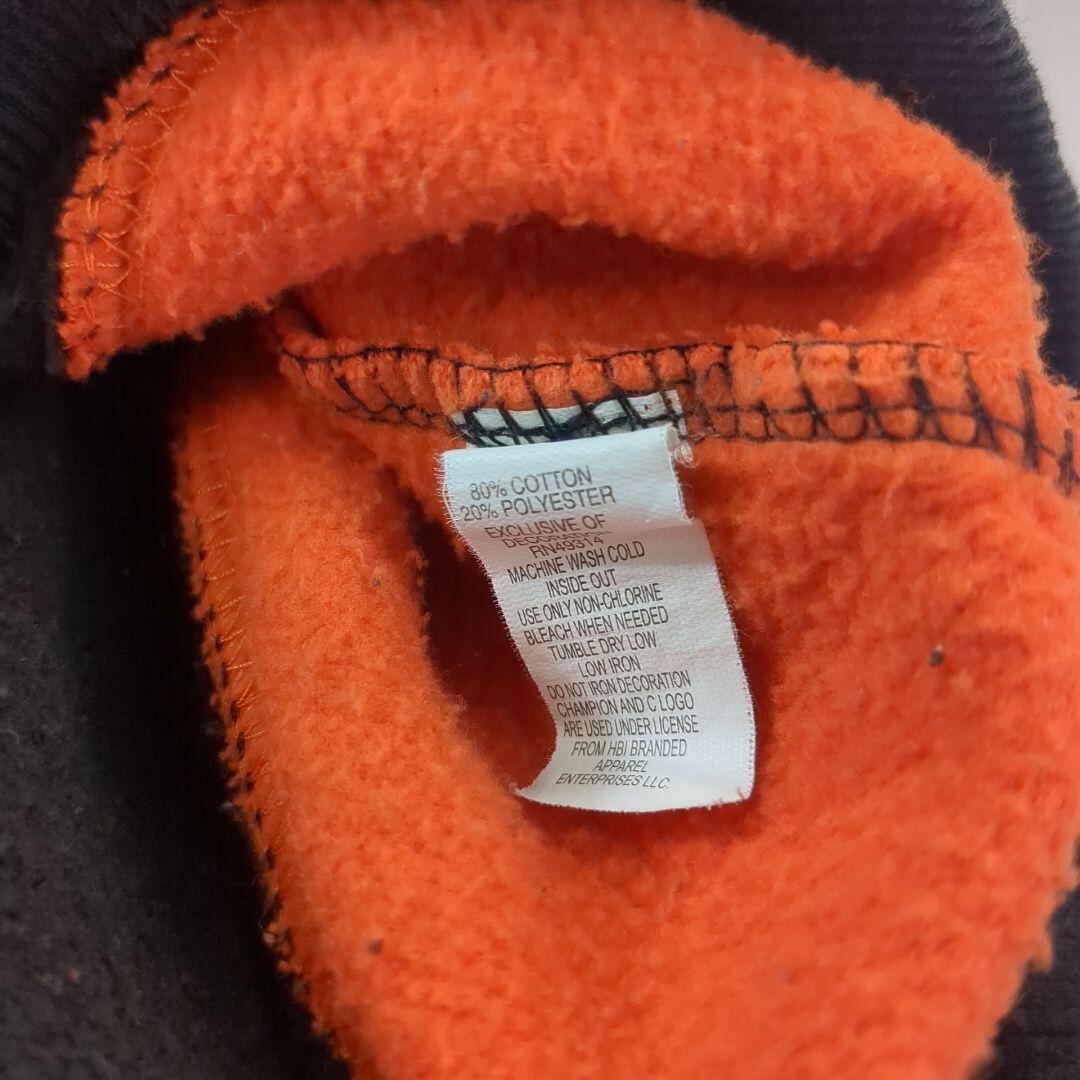 80% COTTON
20% POLYESTER
EXCLUSIVE OF
DECORATION
RN49314
MACHINE WASH COLD
INSIDE OUT
USE ONLY NON-CHLORINE
BLEACH WHEN NEEDED
TUMBLE DRY LOW
LOW IRON
DO NOT IRON DECORATION
CHAMPION AND C LOGO
ARE USED UNDER LICENSE
FROM HBI BRANDED
APPAREL
ENTERPRISES LLC.